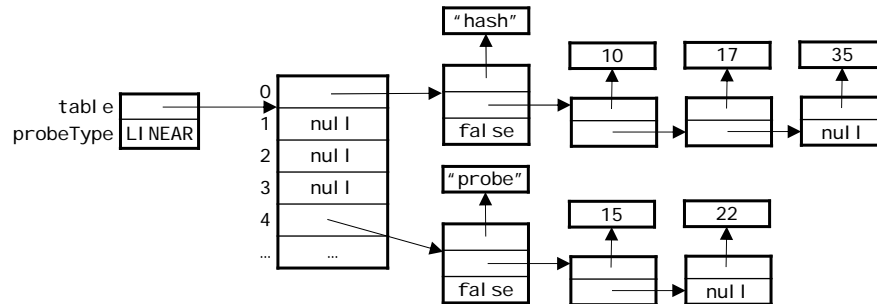 “hash”
10 17 35
0
table
1 null
probeType LINEAR false null
2 null
3 null “probe”
4 15 22
… …
false null